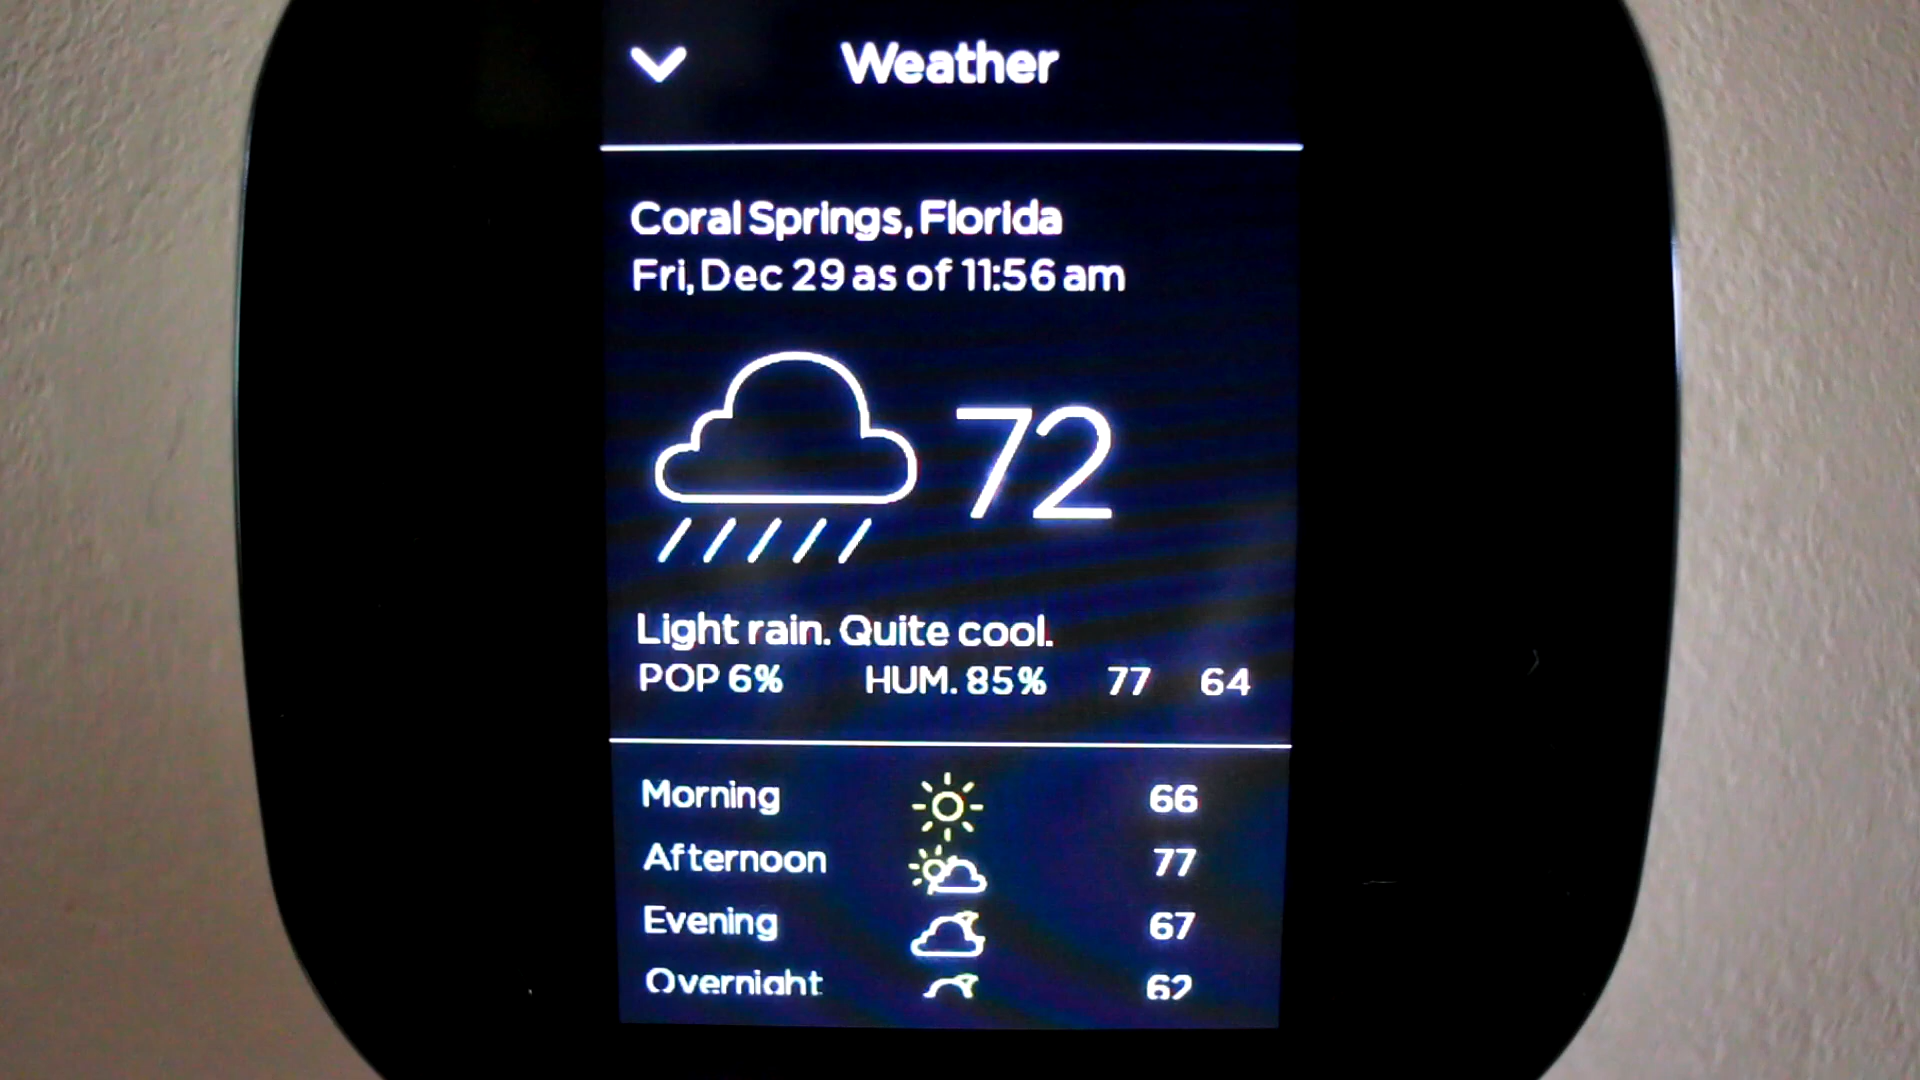 Weather
Coral Springs, Florida
Fri, Dec 29 as of 11:56 am
72
Light rain. Quite cool.
POP 6% HUM. 85% 77 64
Morning 66
Afternoon 77
Evening 67
Overnight 62